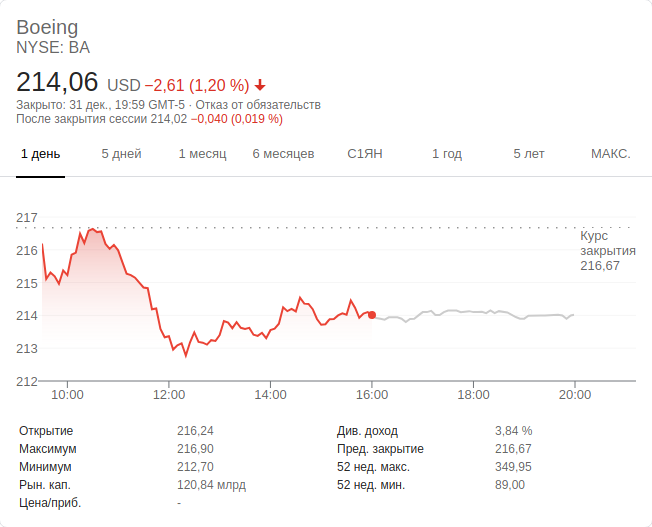 Boeing
NYSE: BA
214,06 USD −2,61 (1,20 %)
Закрыто: 31 дек., 19:59 GMT-5 · Отказ от обязательств
После закрытия сессии 214,02 −0,040 (0,019 %)
1 день 5 дней 1 месяц 6 месяцев С1ЯН 1 год 5 лет МАКС.
217
216
215
214
213
212
Курс
закрытия
216,67
10:00 12:00 14:00 16:00 18:00 20:00
Открытие 216,24 Див. доход 3,84 %
Максимум 216,90 Пред. закрытие 216,67
Минимум 212,70 52 нед. макс. 349,95
Рын. кап. 120,84 млрд 52 нед. мин. 89,00
Цена/приб. -